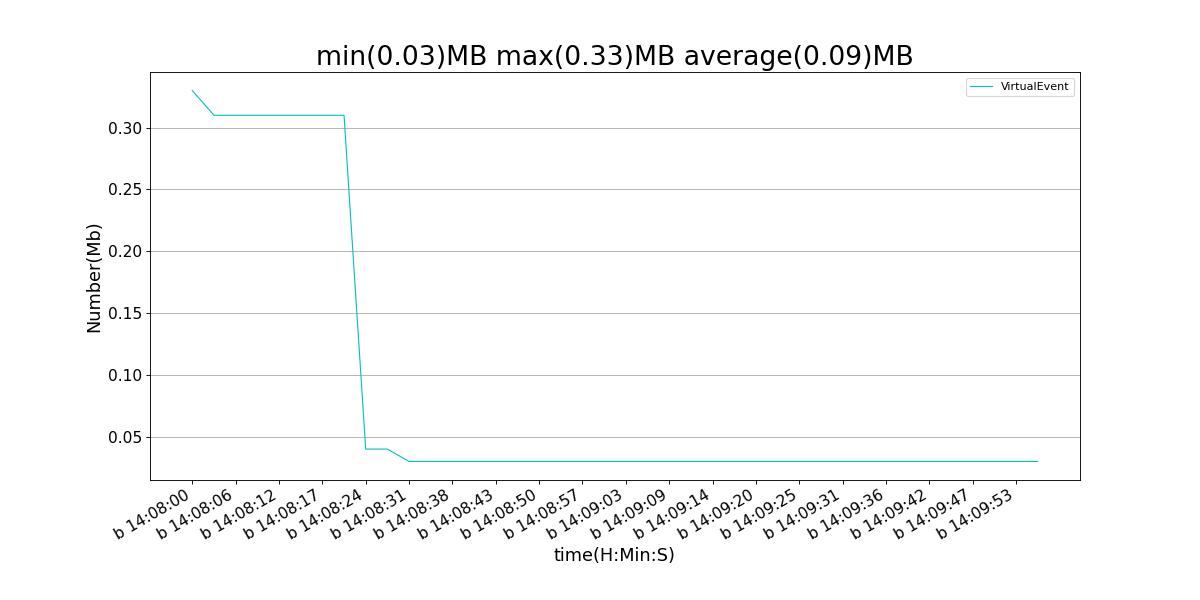 min(0.03)MB max(0.33)MB average(0.09)MB
VirtualEvent
0.30
0.25
0.20
0.15
0.10
0.05
Number(Mb)
b 14:08:00
b 14:08:06
b 14:08:12
b 14:08:17
b 14:08:24
b 14:08:31
b 14:08:38
b 14:08:43
b 14:08:50
b 14:08:57
b 14:09:03
b 14:09:09
b 14:09:14
b 14:09:20
b 14:09:25
b 14:09:31
b 14:09:36
b 14:09:42
b 14:09:47
b 14:09:53
time(H:Min:S)